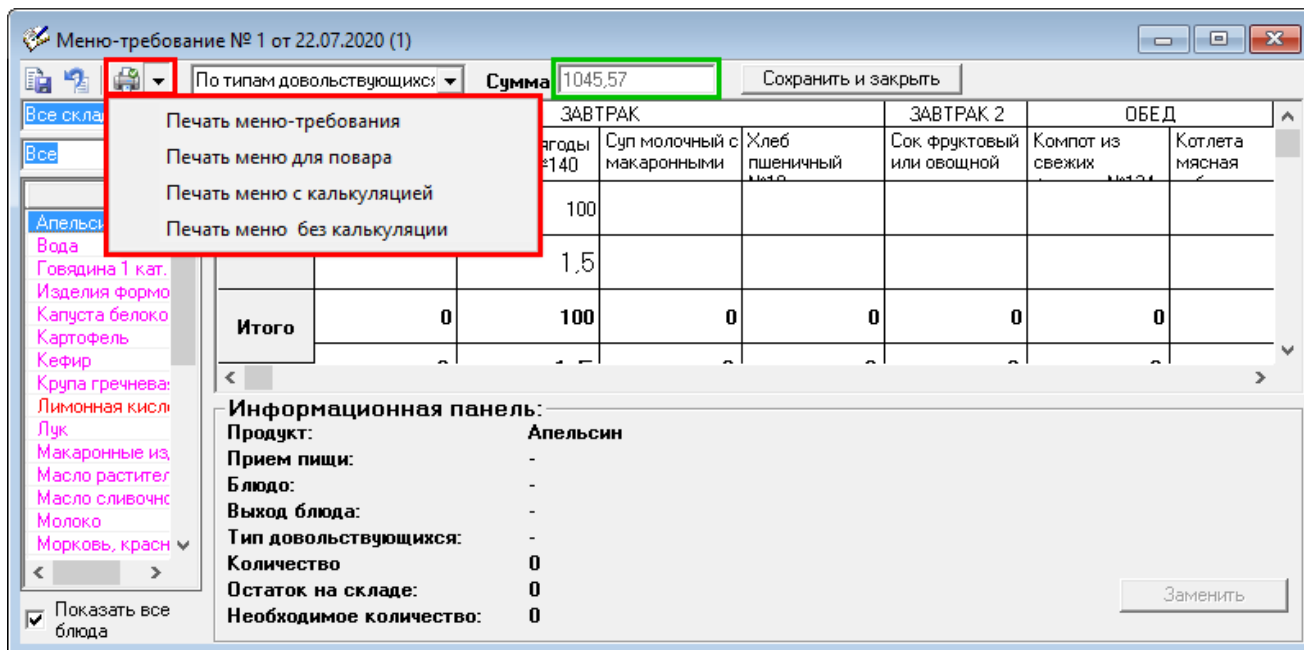 Меню-требование № 1 от 22.07.2020 (1)
По типам довольствующихся
Сумма 1045,57
Сохранить и закрыть
Все
Печать меню-требования
Печать меню для повара
Печать меню с калькуляцией
Печать меню без калькуляции
ЗАВТРАК ЗАВТРАК 2 ОБЕД
Суп молочный с Хлеб Сок фруктовый Компот из Котлета
№140 макаронными пшеничный или овощной свежих мясная
100
1,5
Итого 0 100 0 0 0 0
Апельсин
Вода
Говядина 1 кат.
Изделия формо
Капуста белоко
Картофель
Кефир
Крупа гречневая
Лимонная кисло
Лук
Макаронные из
Масло растител
Масло сливочно
Молоко
Морковь, красн
Показать все
блюда
Информационная панель:
Продукт: Апельсин
Прием пищи: -
Блюдо: -
Выход блюда: -
Тип довольствующихся: -
Количество 0
Остаток на складе: 0
Необходимое количество: 0
Заменить